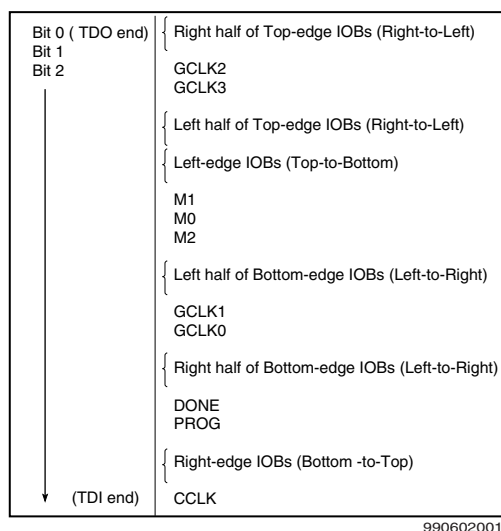 Bit 0 ( TDO end)
Bit 1
Bit 2
Right half of Top-edge IOBs (Right-to-Left)
GCLK2
GCLK3
Left half of Top-edge IOBs (Right-to-Left)
Left-edge IOBs (Top-to-Bottom)
M1
M0
M2
Left half of Bottom-edge IOBs (Left-to-Right)
GCLK1
GCLK0
Right half of Bottom-edge IOBs (Left-to-Right)
DONE
PROG
Right-edge IOBs (Bottom -to-Top)
(TDI end)
CCLK
990602001